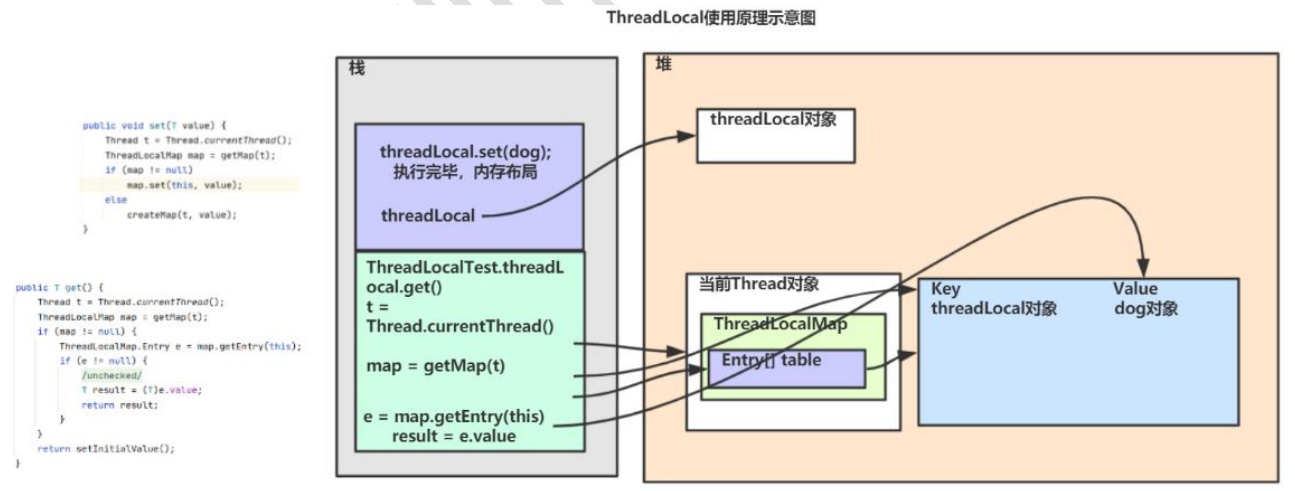 ThreadLocal使用原理示意图
public void set(T value) {
Thread t = Thread.currentThread();
ThreadLocalMap map = getMap(t);
if (map != null)
map.set(this, value);
else
createMap(t, value);
}
public T get() {
Thread t = Thread.currentThread();
ThreadLocalMap map = getMap(t);
if (map != null) {
ThreadLocalMap.Entry e = map.getEntry(this);
if (e != null) {
/unchecked/
T result = (T)e.value;
return result;
}
}
return setInitialValue();
}
栈
threadLocal.set(dog);
执行完毕，内存布局
threadLocal
ThreadLocalTest.threadL
ocal.get()
t =
Thread.currentThread()
map = getMap(t)
e = map.getEntry(this)
result = e.value
堆
threadLocal对象
当前Thread对象
ThreadLocalMap
Entry[] table
Key
threadLocal对象
Value
dog对象